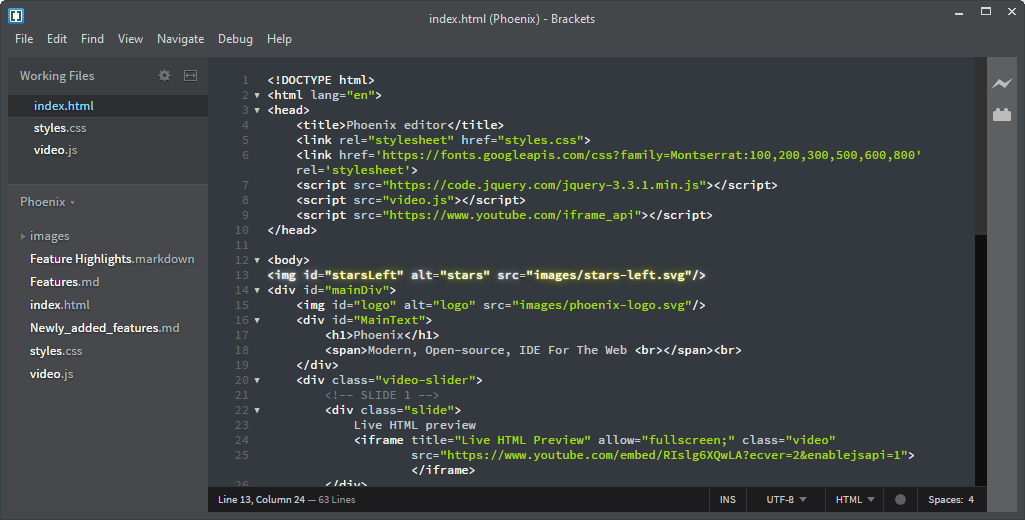 index.html (Phoenix) - Brackets
File Edit Find View Navigate Debug Help
Working Files
index.html
styles.css
video.js
Phoenix
images
Feature Highlights.markdown
Features.md
index.html
Newly_added_features.md
styles.css
video.js
1 <!DOCTYPE html>
2 <html lang="en">
3 <head>
4 <title>Phoenix editor</title>
5 <link rel="stylesheet" href="styles.css">
6 <link href='https://fonts.googleapis.com/css?family=Montserrat:100,200,300,500,600,800'
rel='stylesheet'>
7 <script src="https://code.jquery.com/jquery-3.3.1.min.js"></script>
8 <script src="video.js"></script>
9 <script src="https://www.youtube.com/iframe_api"></script>
10 </head>
11
12 <body>
13 <img id="starsLeft" alt="stars" src="images/stars-left.svg"/>
14 <div id="mainDiv">
15 <img id="logo" alt="logo" src="images/phoenix-logo.svg"/>
16 <div id="MainText">
17 <h1>Phoenix</h1>
18 <span>Modern, Open-source, IDE For The Web <br></span><br>
19 </div>
20 <div class="video-slider">
21 <!-- SLIDE 1 -->
22 <div class="slide">
23 Live HTML preview
24 <iframe title="Live HTML Preview" allow="fullscreen;" class="video"
25 src="https://www.youtube.com/embed/RIslg6XQwLA?ecver=2&enablejsapi=1">
</iframe>
26 </div>
Line 13, Column 24 — 63 Lines
INS UTF-8 HTML Spaces: 4